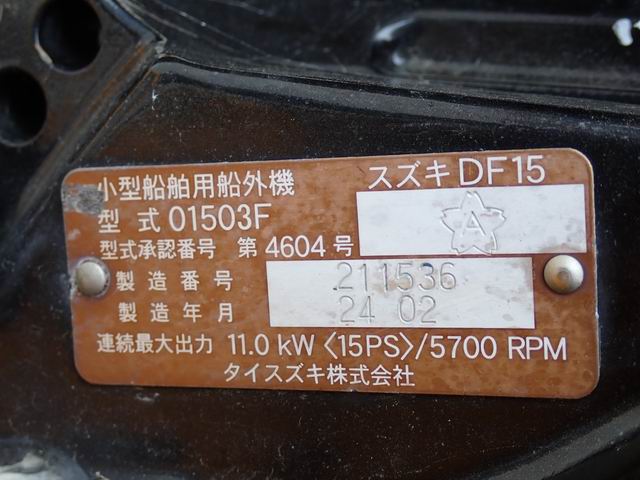 小型船舶用船外機 スズキ DF15
型式 01503F
A
型式承認番号 第 4604 号
製造番号 211536
製造年月 24 02
連続最大出力 11.0 kW 〈15PS〉/5700 RPM
タイスズキ株式会社